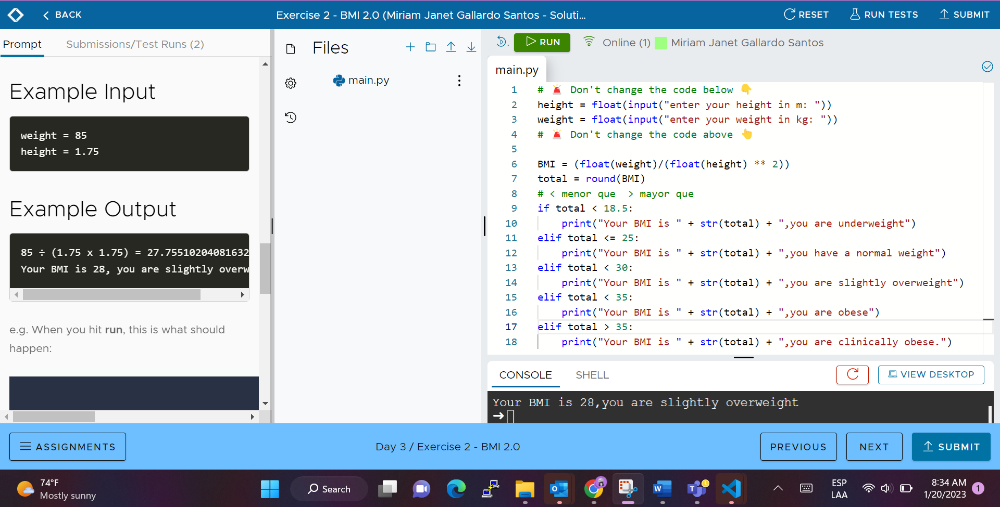 BACK
Exercise 2 - BMI 2.0 (Miriam Janet Gallardo Santos - Soluti...
RESET
RUN TESTS
SUBMIT
Prompt
Submissions/Test Runs (2)
Example Input
weight = 85
height = 1.75
Example Output
85 ÷ (1.75 x 1.75) = 27.75510204081632
Your BMI is 28, you are slightly overw
e.g. When you hit run, this is what should
happen:
Files
main.py
RUN
Online (1)
Miriam Janet Gallardo Santos
main.py
1 # 🚨 Don't change the code below 👇
2 height = float(input("enter your height in m: "))
3 weight = float(input("enter your weight in kg: "))
4 # 🚨 Don't change the code above 👆
5
6 BMI = (float(weight)/(float(height) ** 2))
7 total = round(BMI)
8 # < menor que  > mayor que
9 if total < 18.5:
10     print("Your BMI is " + str(total) + ",you are underweight")
11 elif total <= 25:
12     print("Your BMI is " + str(total) + ",you have a normal weight")
13 elif total < 30:
14     print("Your BMI is " + str(total) + ",you are slightly overweight")
15 elif total < 35:
16     print("Your BMI is " + str(total) + ",you are obese")
17 elif total > 35:
18     print("Your BMI is " + str(total) + ",you are clinically obese.")
CONSOLE
SHELL
VIEW DESKTOP
Your BMI is 28,you are slightly overweight
➜
ASSIGNMENTS
Day 3 / Exercise 2 - BMI 2.0
PREVIOUS
NEXT
SUBMIT
74°F
Mostly sunny
Search
ESP
LAA
8:34 AM
1/20/2023
1